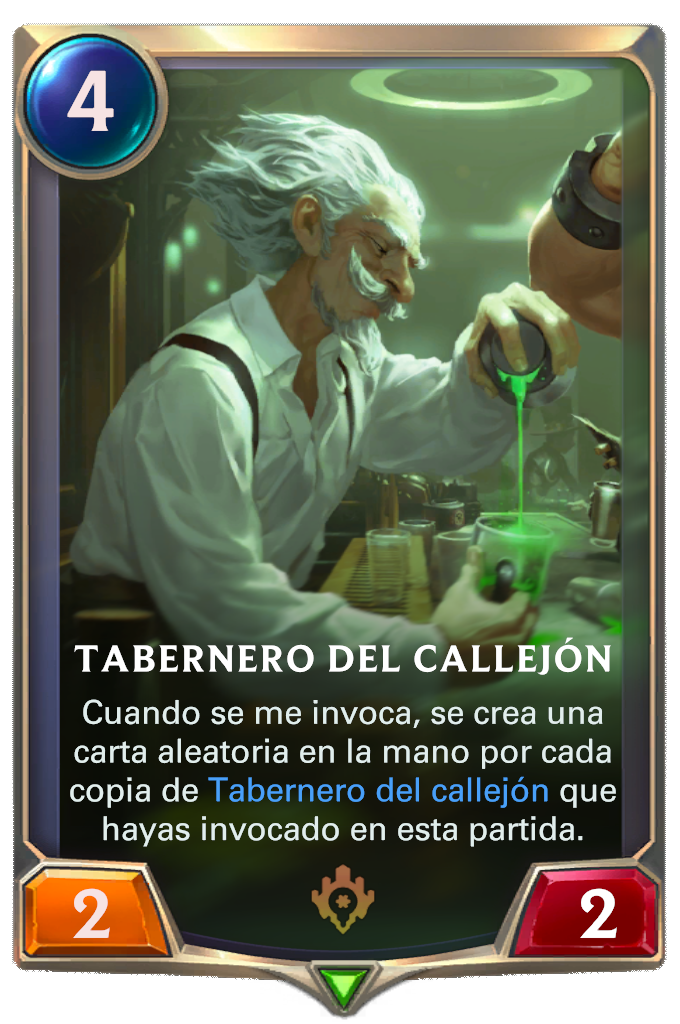 4
TABERNERO DEL CALLEJÓN
Cuando se me invoca, se crea una
carta aleatoria en la mano por cada
copia de Tabernero del callejón que
hayas invocado en esta partida.
2
2